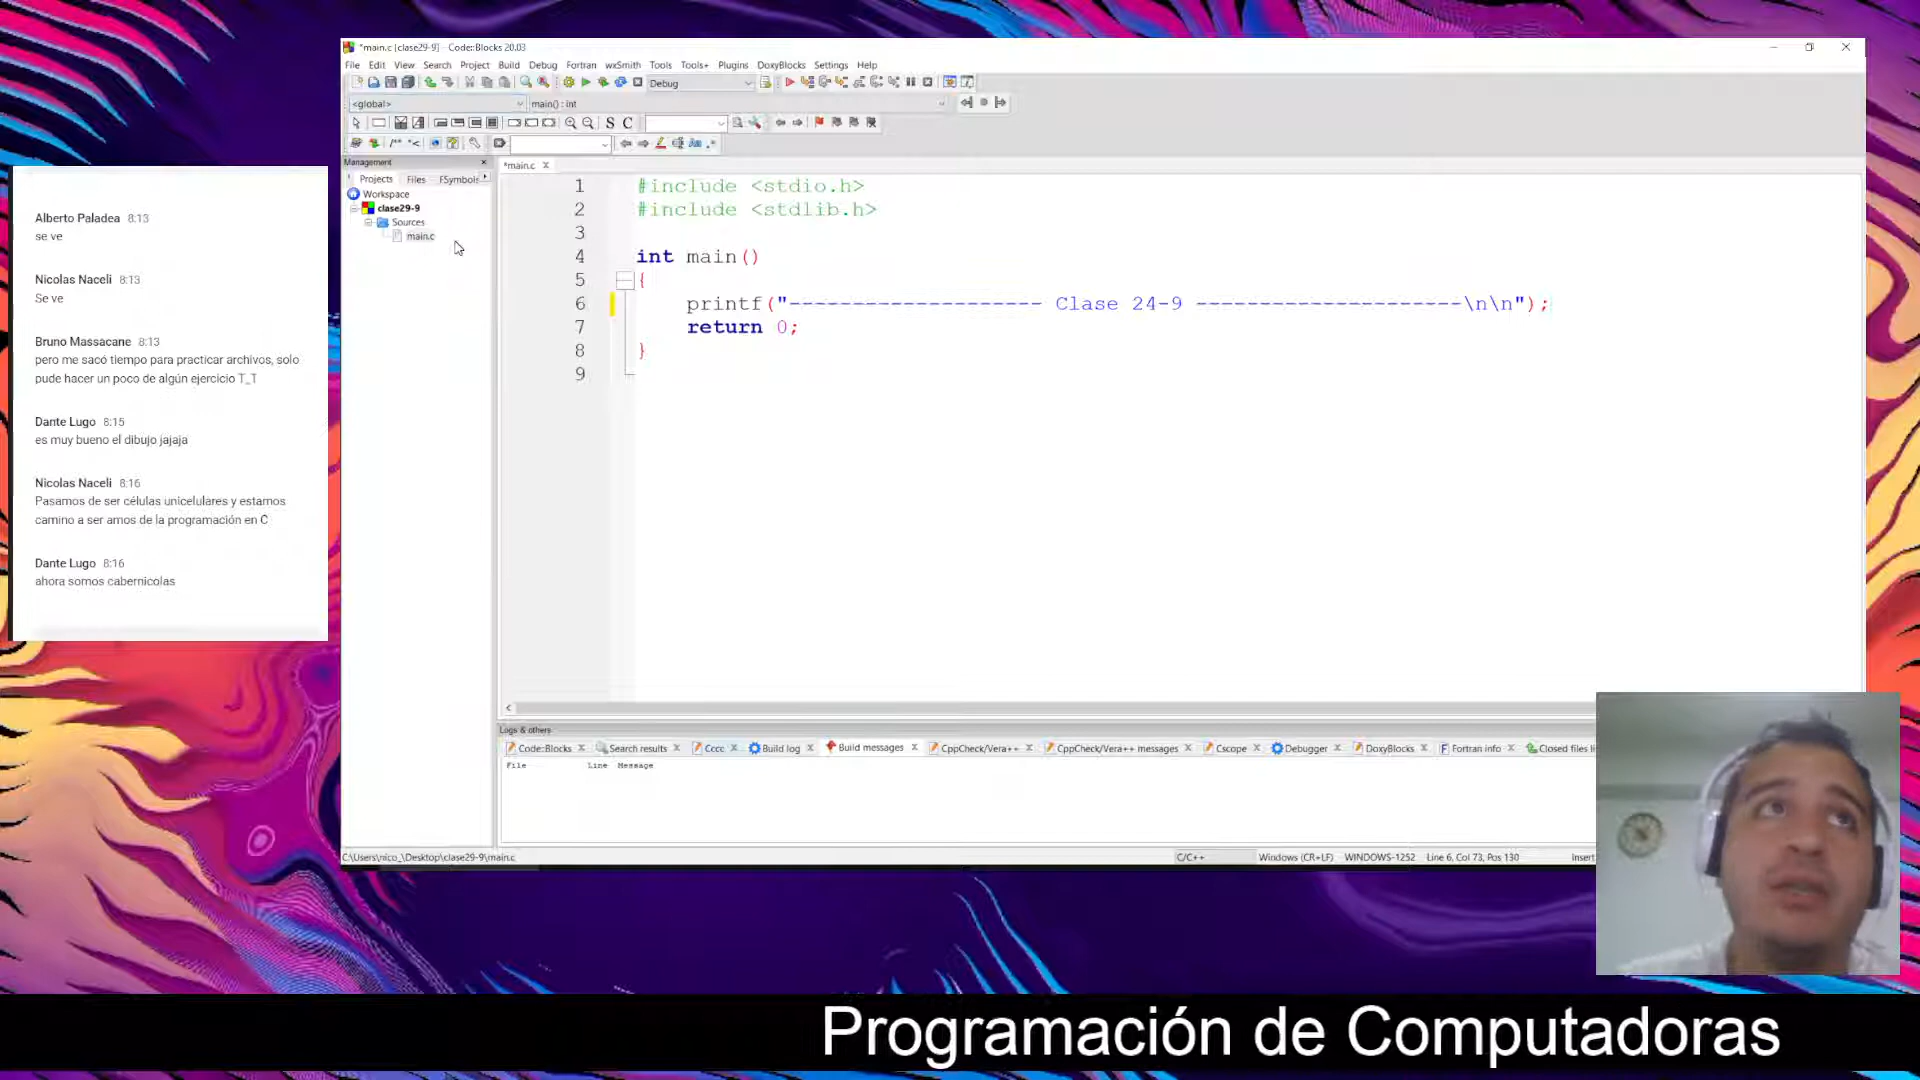 *main.c [clase29-9] - Code::Blocks 20.03
File Edit View Search Project Build Debug Fortran wxSmith Tools Tools+ Plugins DoxyBlocks Settings Help
Debug
<global>
main() : int
S C
Management
Projects Files FSymbols
Workspace
clase29-9
Sources
main.c
*main.c
1 #include <stdio.h>
2 #include <stdlib.h>
3
4 int main()
5 {
6 printf("-------------------- Clase 24-9 ---------------------\n\n");
7 return 0;
8 }
9
Logs & others
Code::Blocks Search results Cccc Build log Build messages CppCheck/Vera++ CppCheck/Vera++ messages Cscope Debugger DoxyBlocks Fortran info Closed files li
File Line Message
C:\Users\nico_\Desktop\clase29-9\main.c
C/C++ Windows (CR+LF) WINDOWS-1252 Line 6, Col 73, Pos 130 Insert
Alberto Paladea 8:13
se ve
Nicolas Naceli 8:13
Se ve
Bruno Massacane 8:13
pero me sacó tiempo para practicar archivos, solo
pude hacer un poco de algún ejercicio T_T
Dante Lugo 8:15
es muy bueno el dibujo jajaja
Nicolas Naceli 8:16
Pasamos de ser células unicelulares y estamos
camino a ser amos de la programación en C
Dante Lugo 8:16
ahora somos cabernicolas
Programación de Computadoras